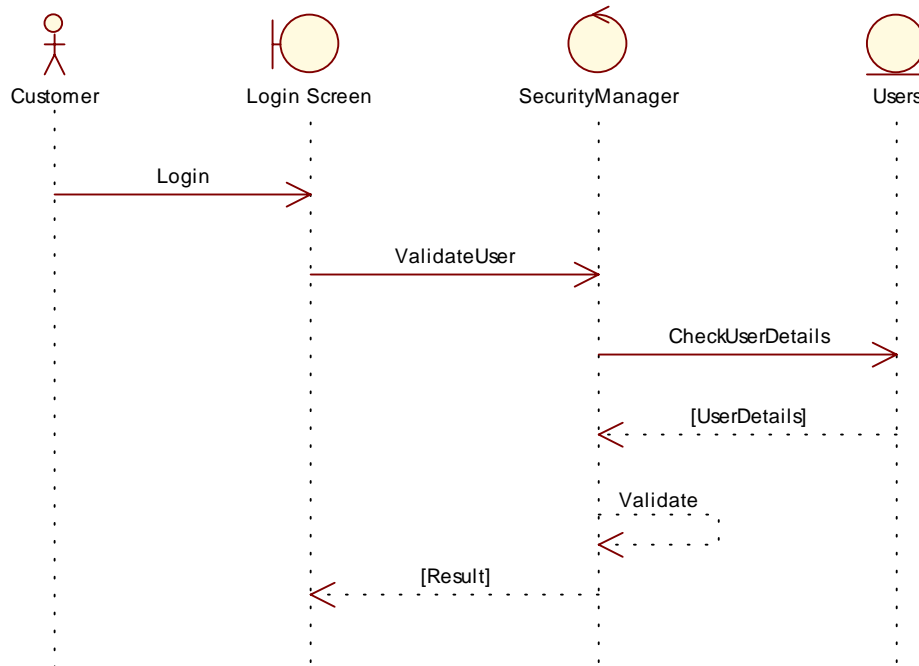 Customer
Login Screen
SecurityManager
Users
Login
ValidateUser
CheckUserDetails
[UserDetails]
Validate
[Result]